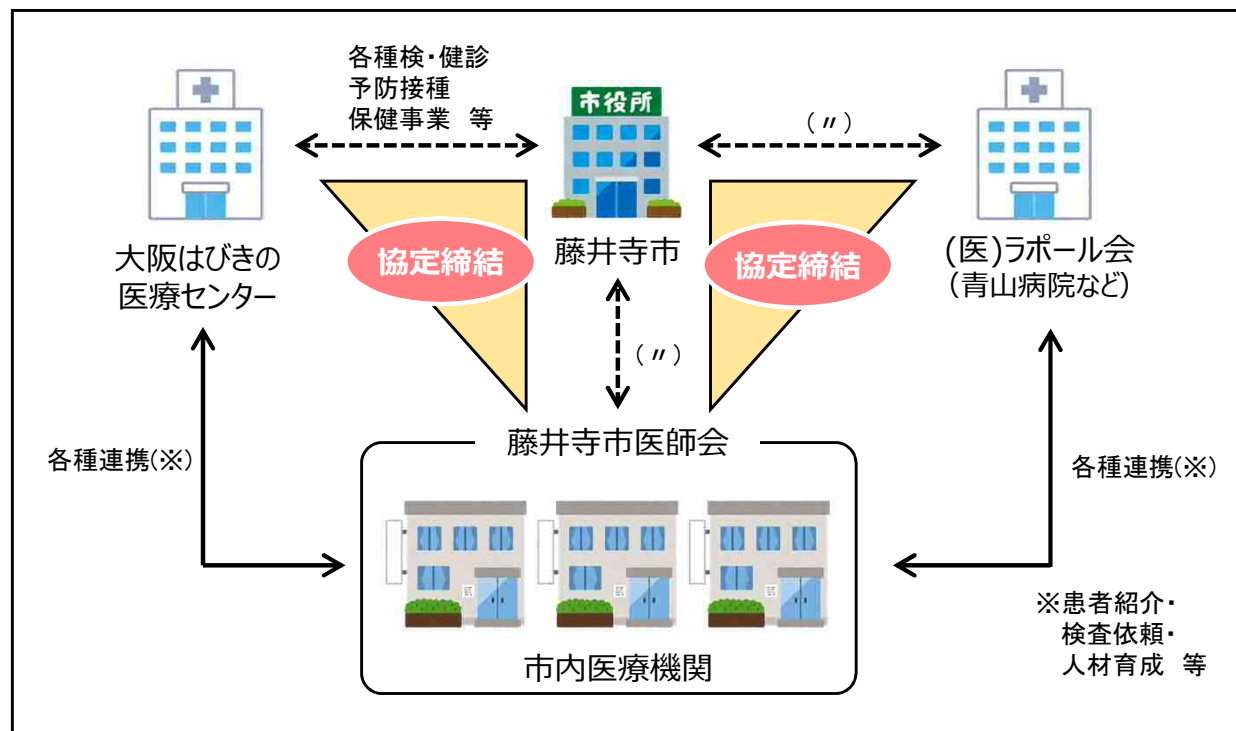 各種検・健診
予防接種
保健事業 等
市役所
(〃)
大阪はびきの
医療センター
協定締結
藤井寺市
協定締結
(医)ラポール会
(青山病院など)
(〃)
各種連携(※)
藤井寺市医師会
各種連携(※)
市内医療機関
※患者紹介・
検査依頼・
人材育成 等